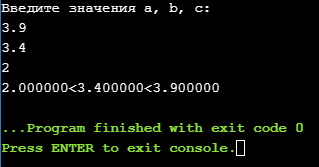 Введите значения a, b, c:
3.9
3.4
2
2.000000<3.400000<3.900000
...Program finished with exit code 0
Press ENTER to exit console.